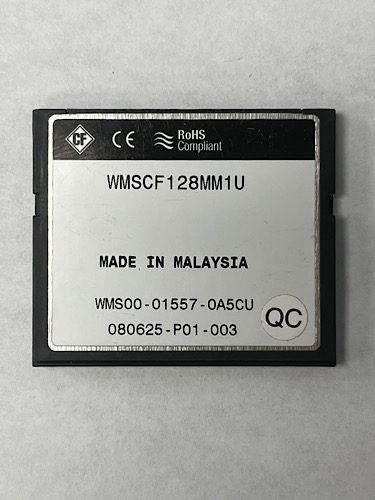 CF CE RoHS
Compliant
WMSCF128MM1U
MADE IN MALAYSIA
WMS00-01557-0A5CU
080625-P01-003
QC